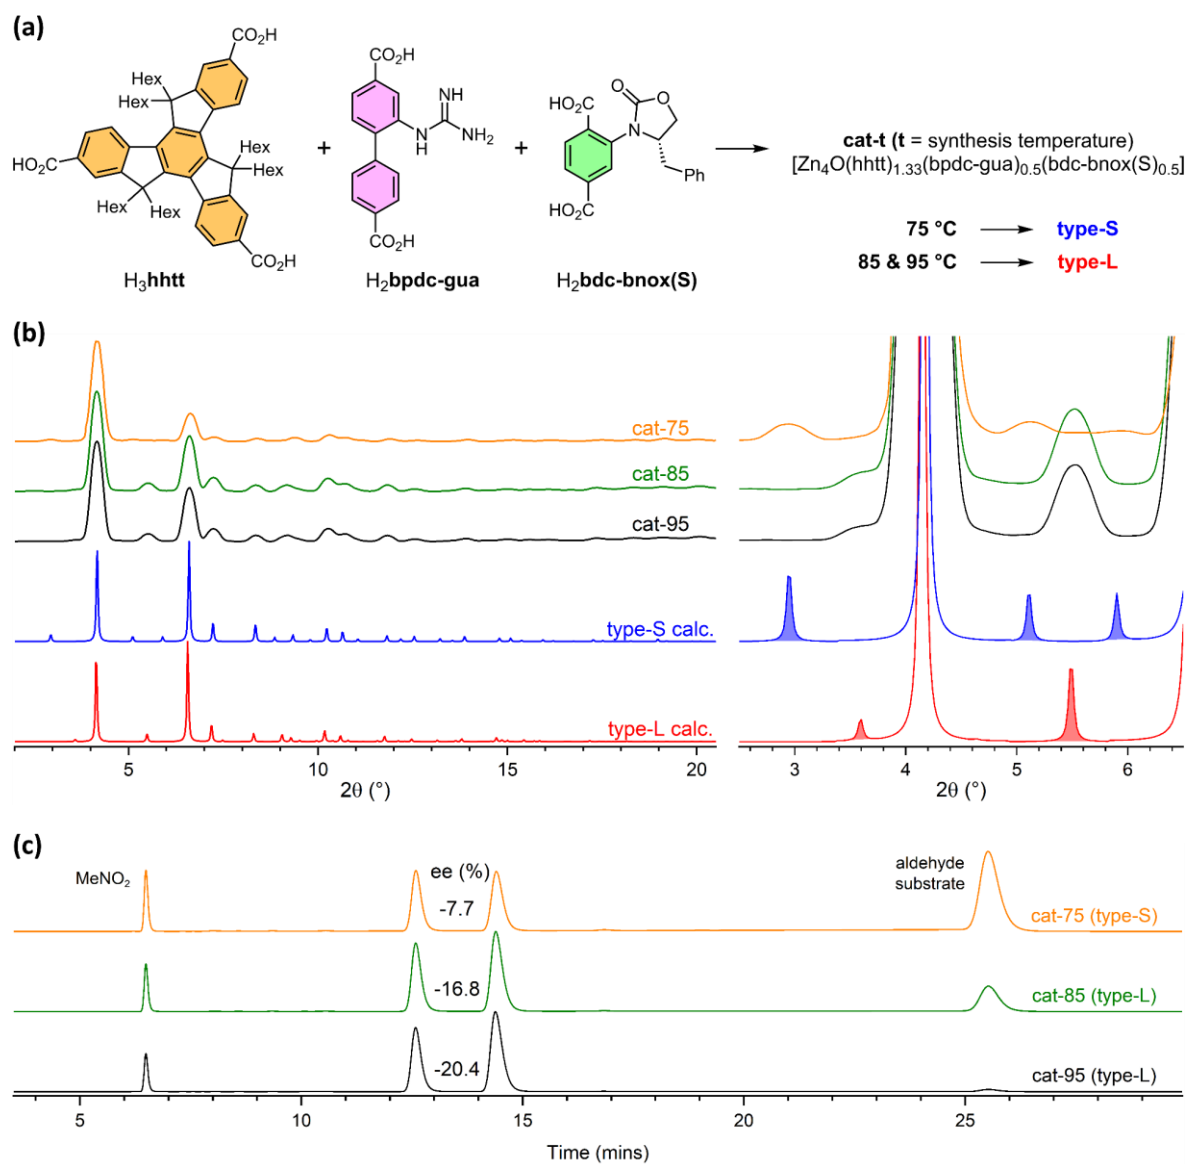 (a)
CO₂H
Hex
Hex
HO₂C
Hex
Hex
Hex
Hex
CO₂H
H₃hhtt
+
CO₂H
NH
N
H
NH₂
CO₂H
H₂bpdc-gua
+
HO₂C
O
O
N
Ph
HO₂C
H₂bdc-bnox(S)
cat-t (t = synthesis temperature)
[Zn₄O(hhtt)₁.₃₃(bpdc-gua)₀.₅(bdc-bnox(S)₀.₅]
75 °C
type-S
85 & 95 °C
type-L
(b)
cat-75
cat-85
cat-95
type-S calc.
type-L calc.
5 10 15 20
2θ (°)
3 4 5 6
2θ (°)
(c)
MeNO₂
ee (%)
aldehyde
substrate
-7.7
cat-75 (type-S)
-16.8
cat-85 (type-L)
-20.4
cat-95 (type-L)
5 10 15 20 25
Time (mins)